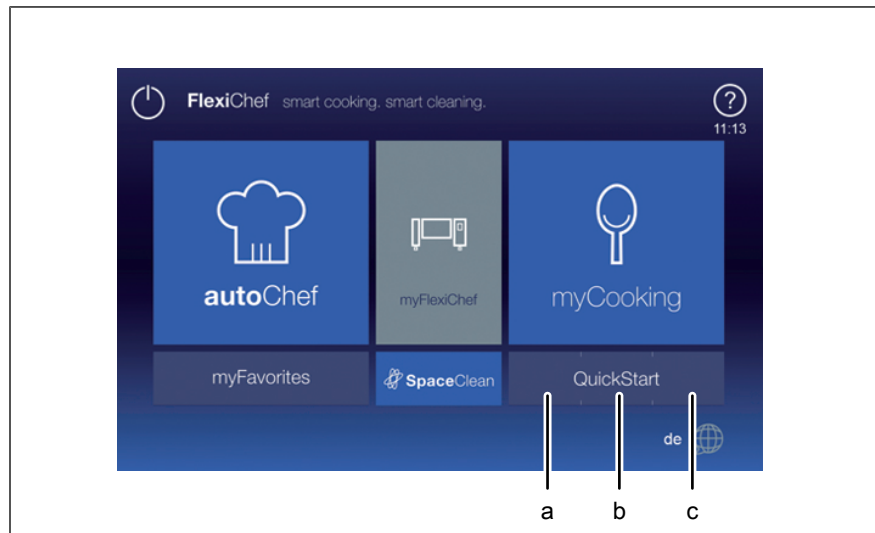 FlexiChef smart cooking. smart cleaning.
?
11:13
autoChef
myFlexiChef
myCooking
myFavorites
SpaceClean
QuickStart
de
a b c